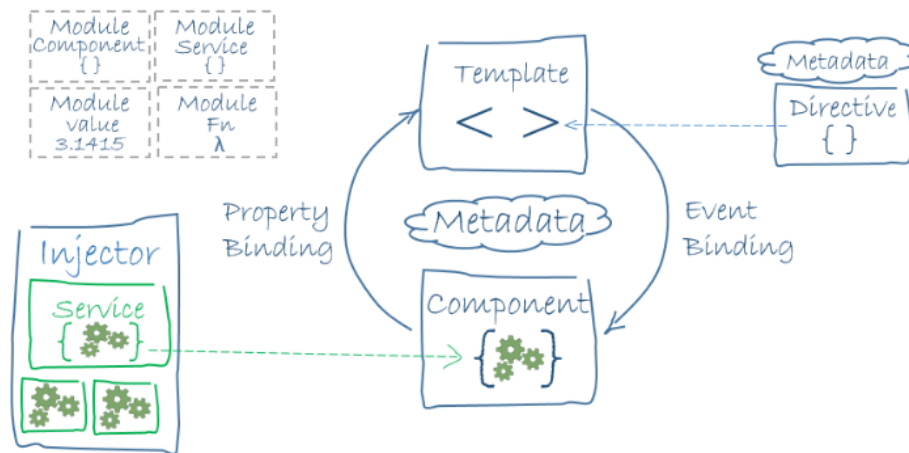 Module
Component
{ }
Module
Service
{ }
Module
value
3.1415
Module
Fn
λ
Template
< >
Metadata
Directive
{ }
Property
Binding
Metadata
Event
Binding
Injector
Service
{ }
Component
{ }